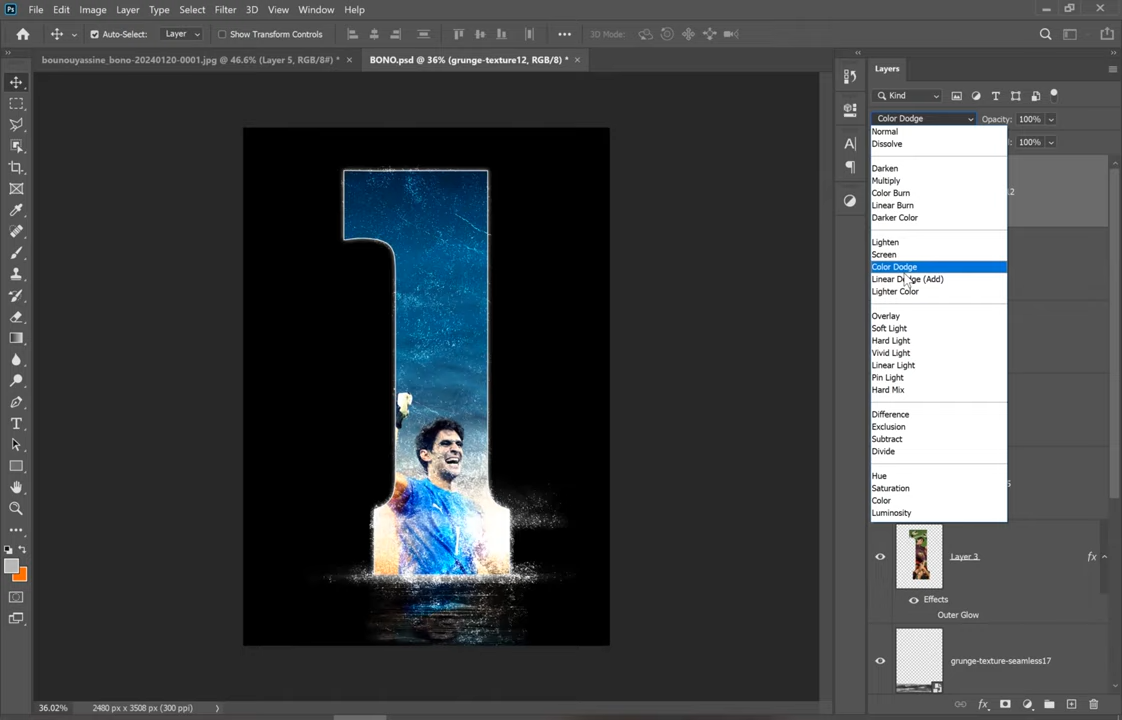 Ps File Edit Image Layer Type Select Filter 3D View Window Help
Auto-Select: Layer Show Transform Controls 3D Mode:
bounouyassine_bono-20240120-0001.jpg @ 46.6% (Layer 5, RGB/8#) * × BONO.psd @ 36% (grunge-texture12, RGB/8) * ×
Layers
Kind
Color Dodge Opacity: 100%
Normal
100%
Dissolve
Darken
Multiply
Color Burn
Linear Burn
Darker Color
Lighten
Screen
Color Dodge
Linear Dodge (Add)
Lighter Color
Overlay
Soft Light
Hard Light
Vivid Light
Linear Light
Pin Light
Hard Mix
Difference
Exclusion
Subtract
Divide
Hue
Saturation
Color
Luminosity
Layer 3 fx
Effects
Outer Glow
grunge-texture-seamless17
36.02% 2480 px x 3508 px (300 ppi)
fx